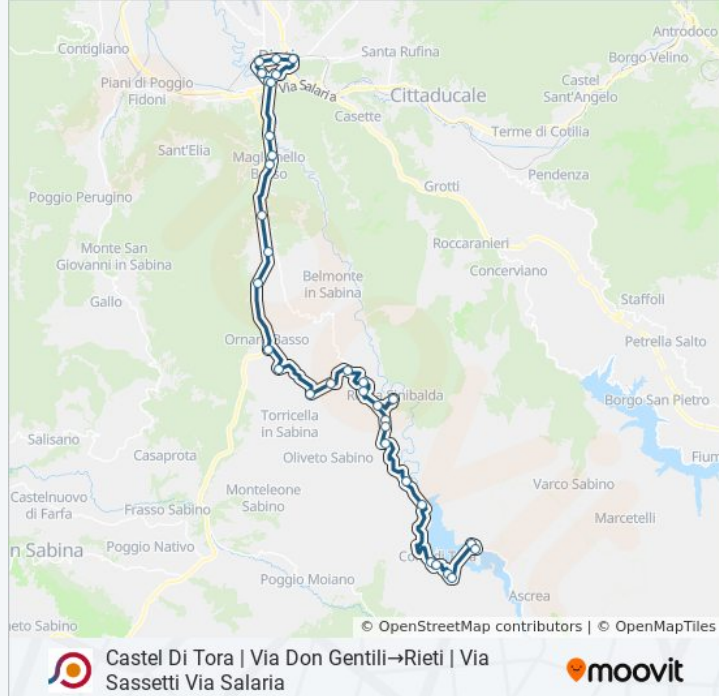 Contigliano
Santa Rufina
Antrodoco
Borgo Velino
Piani di Poggio
Fidoni
Via Salaria
Cittaducale
Castel
Sant'Angelo
Casette
Terme di Cotilia
Sant'Elia
Pendenza
Grotti
Poggio Perugino
Roccaranieri
Concerviano
Monte San
Giovanni in Sabina
Belmonte
in Sabina
Gallo
Staffoli
Petrella Salto
Borgo San Pietro
Torricella
in Sabina
Salisano
Casaprota
Oliveto Sabino
Fium
Varco Sabino
Castelnuovo
di Farfa
Monteleone
Sabino
Frasso Sabino
Marcetelli
n Sabina
Poggio Nativo
Poggio Moiano
Ascrea
neto Sabino
© OpenStreetMap contributors | © OpenMapTiles
Castel Di Tora | Via Don Gentili→Rieti | Via
Sassetti Via Salaria
moovit